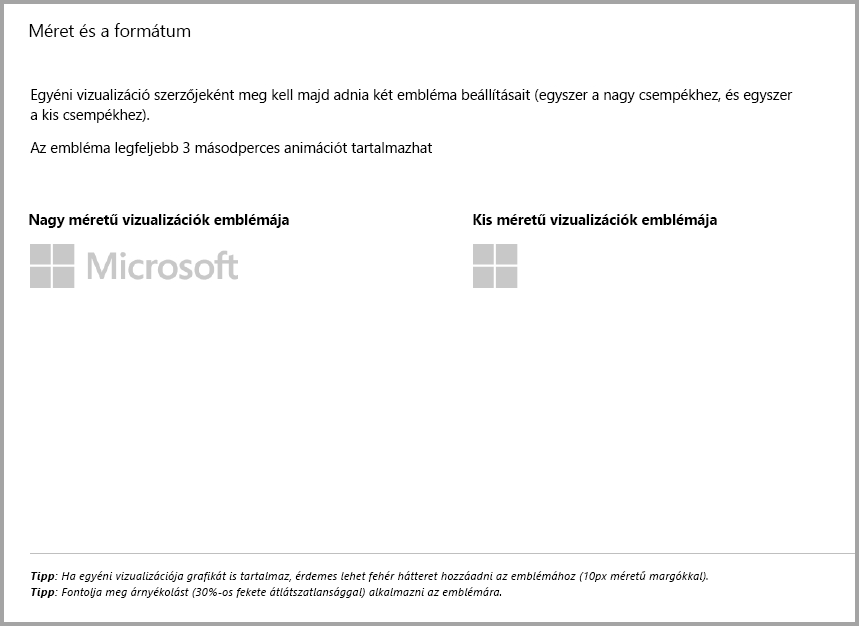 Méret és a formátum
Egyéni vizualizáció szerzőjeként meg kell majd adnia két embléma beállításait (egyszer a nagy csempékhez, és egyszer
a kis csempékhez).
Az embléma legfeljebb 3 másodperces animációt tartalmazhat
Nagy méretű vizualizációk emblémája
Kis méretű vizualizációk emblémája
Microsoft
Tipp: Ha egyéni vizualizációja grafikát is tartalmaz, érdemes lehet fehér hátteret hozzáadni az emblémához (10px méretű margókkal).
Tipp: Fontolja meg árnyékolást (30%-os fekete átlátszatlansággal) alkalmazni az emblémára.